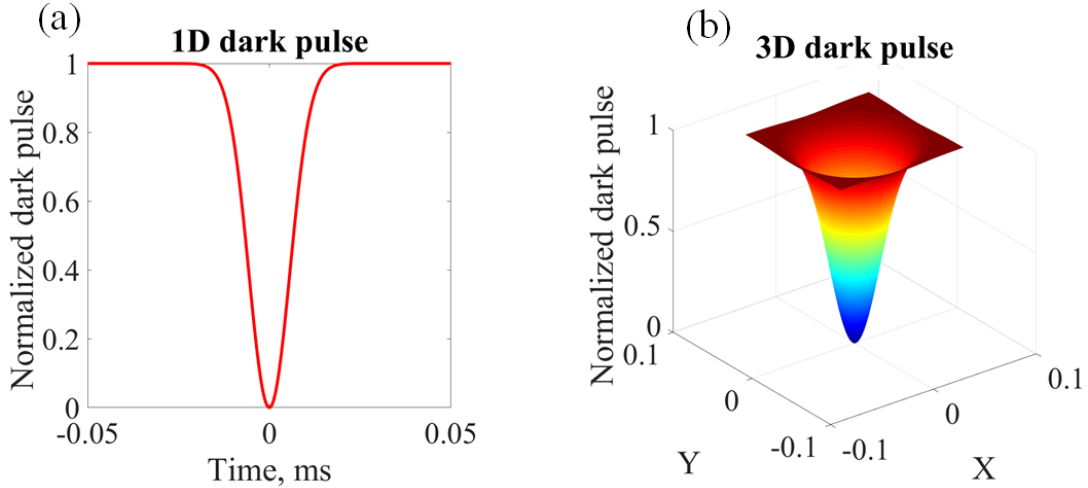 (a)
1D dark pulse
Normalized dark pulse
1
0.8
0.6
0.4
0.2
0
-0.05
0
0.05
Time, ms
(b)
3D dark pulse
Normalized dark pulse
1
0.5
0
0.1
0
-0.1
Y
-0.1
0
0.1
X